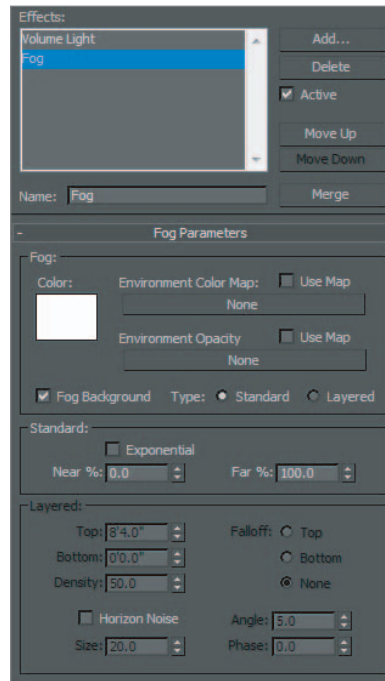 Effects:
Volume Light
Fog
Add...
Delete
Active
Move Up
Move Down
Name: Fog
Merge
- Fog Parameters
Fog:
Color: Environment Color Map: Use Map
None
Environment Opacity Use Map
None
Fog Background Type: Standard Layered
Standard:
Exponential
Near %: 0.0 Far %: 100.0
Layered:
Top: 8'4.0" Falloff: Top
Bottom: 0'0.0" Bottom
Density: 50.0 None
Horizon Noise Angle: 5.0
Size: 20.0 Phase: 0.0